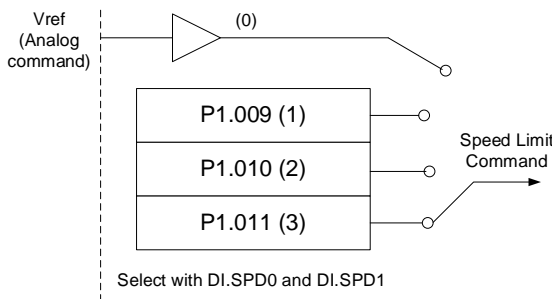 Vref
(Analog
command)
(0)
P1.009 (1)
P1.010 (2)
P1.011 (3)
Speed Limit
Command
Select with DI.SPD0 and DI.SPD1